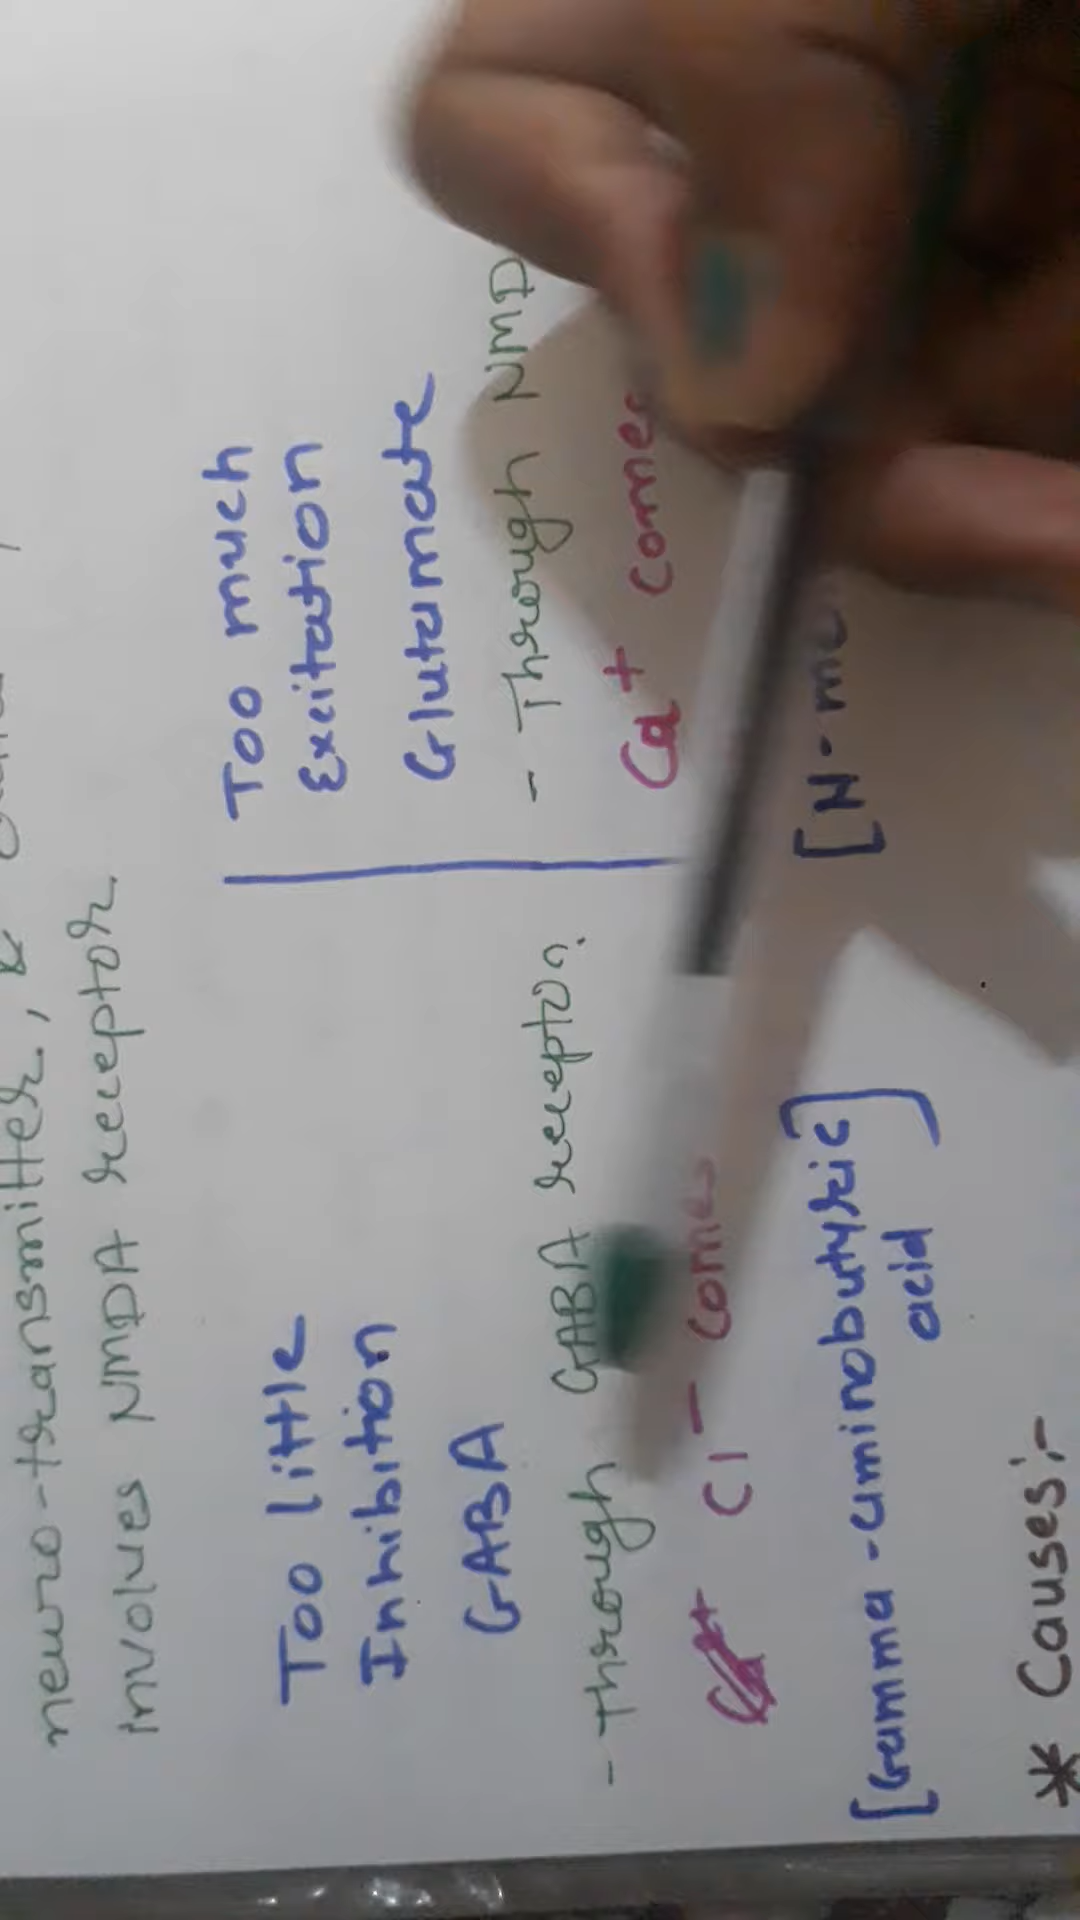 neuro-transmitter, &
involves NMDA receptor.
Too little
Inhibition
GABA
- through GABA receptor.
Cl - comes
[Gamma-aminobutyric
acid]
Too much
Excitation
Glutamate
- Through NMD
Ca+ comes
[N-me
* Causes:-